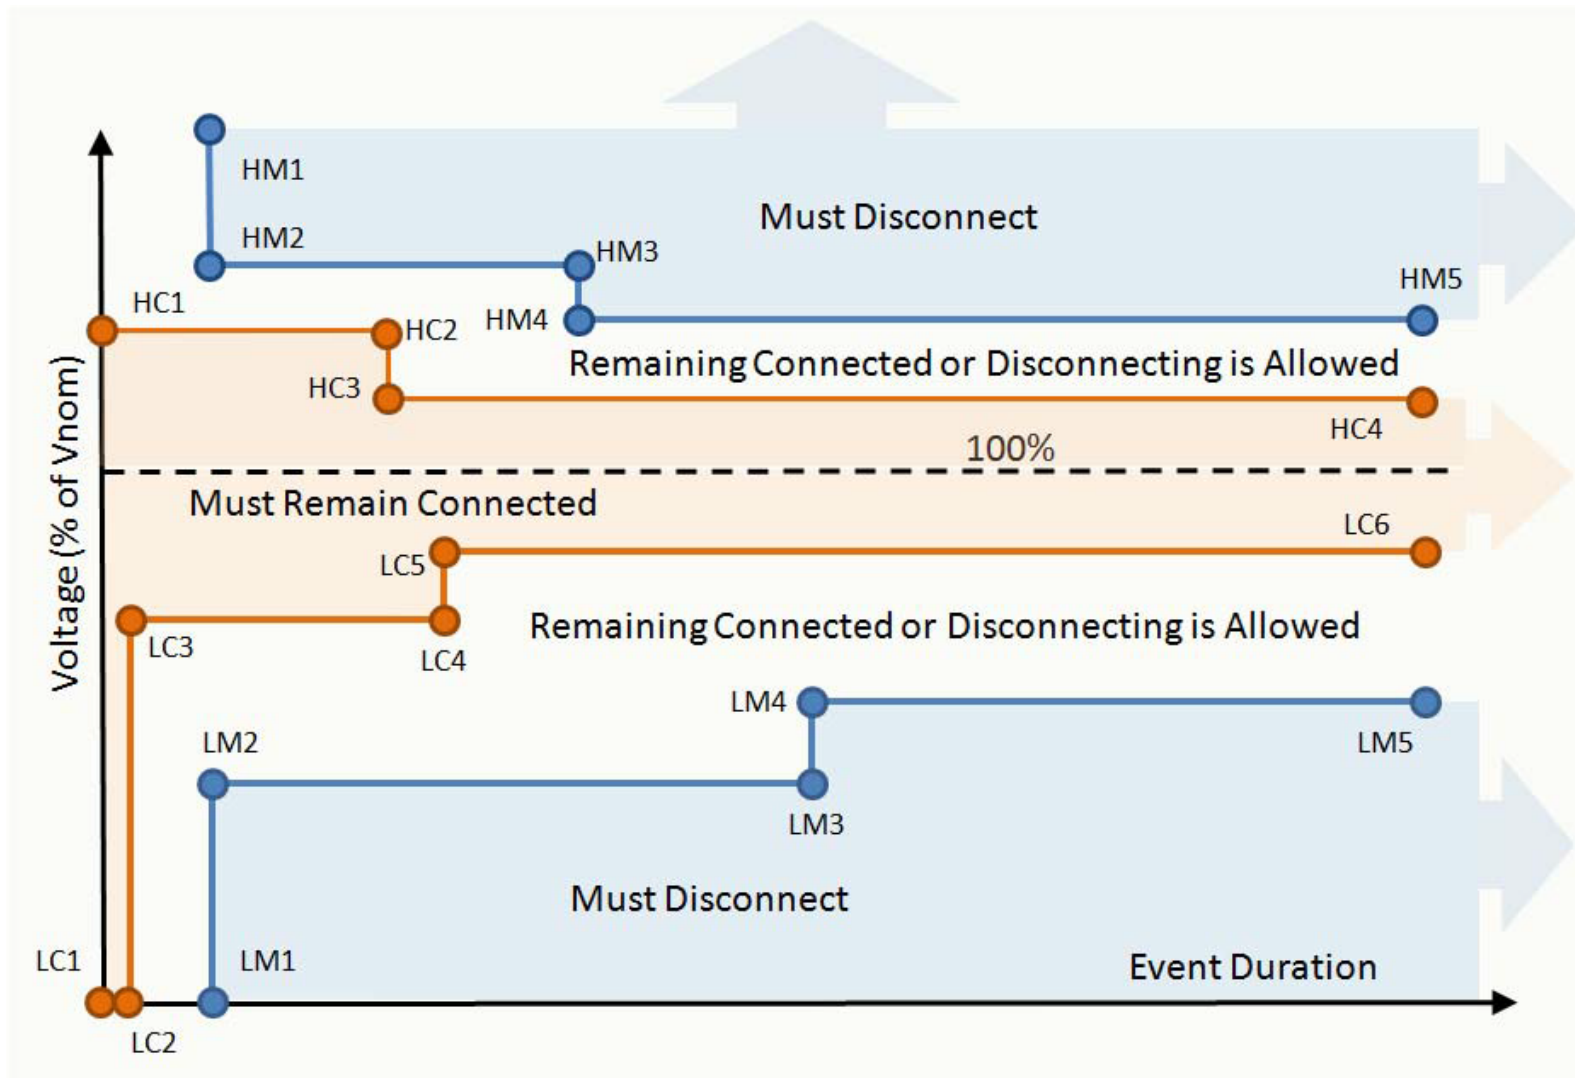 HM1
Must Disconnect
HM2
HM3
HM5
HC1
HM4
HC2
Remaining Connected or Disconnecting is Allowed
HC3
HC4
100%
Voltage (% of Vnom)
Must Remain Connected
LC6
LC5
Remaining Connected or Disconnecting is Allowed
LC3
LC4
LM4
LM2
LM5
LM3
Must Disconnect
LC1
LM1
Event Duration
LC2